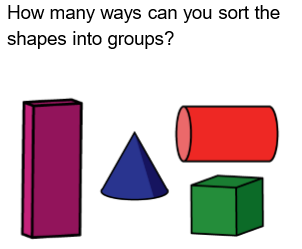 How many ways can you sort the
shapes into groups?